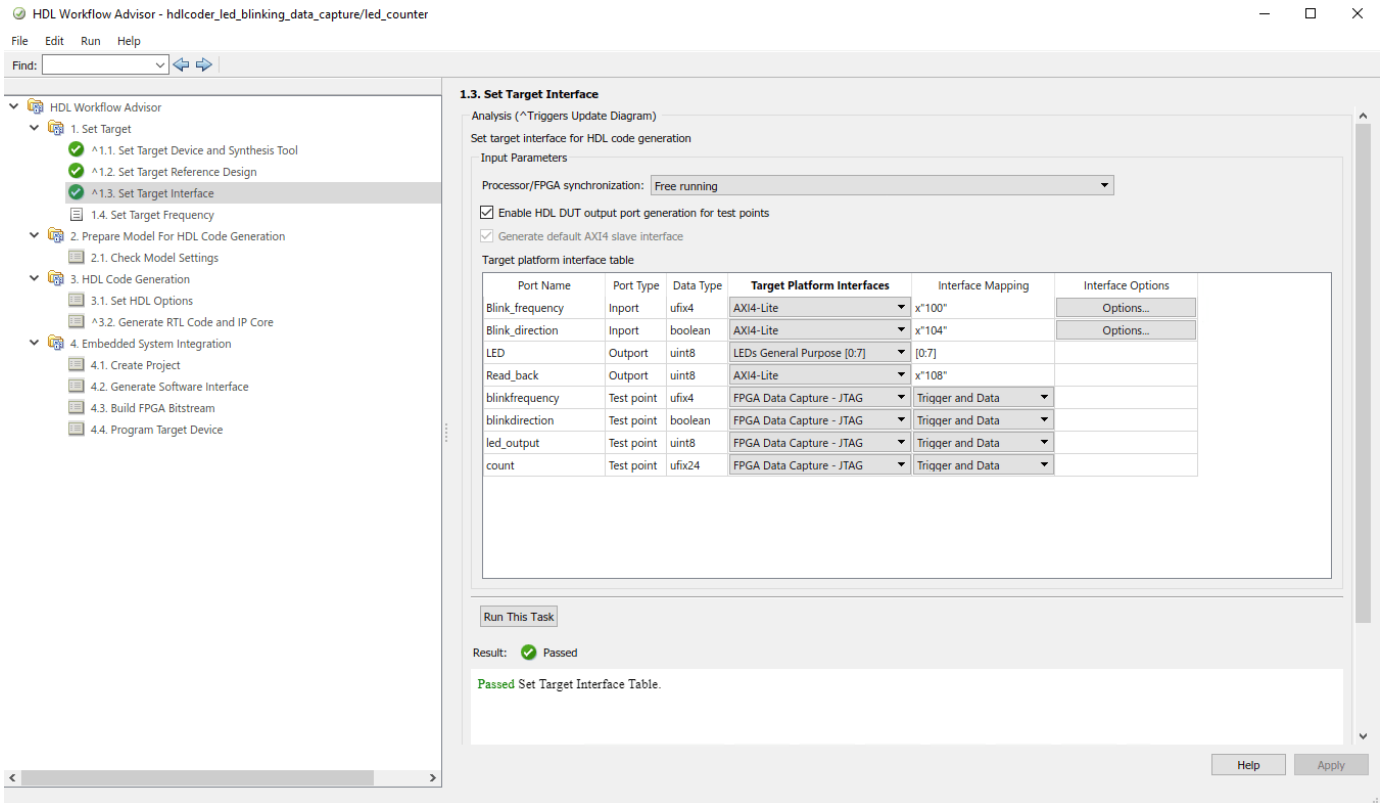 HDL Workflow Advisor - hdlcoder_led_blinking_data_capture/led_counter
File Edit Run Help
Find:
HDL Workflow Advisor
1. Set Target
^1.1. Set Target Device and Synthesis Tool
^1.2. Set Target Reference Design
^1.3. Set Target Interface
1.4. Set Target Frequency
2. Prepare Model For HDL Code Generation
2.1. Check Model Settings
3. HDL Code Generation
3.1. Set HDL Options
^3.2. Generate RTL Code and IP Core
4. Embedded System Integration
4.1. Create Project
4.2. Generate Software Interface
4.3. Build FPGA Bitstream
4.4. Program Target Device
1.3. Set Target Interface
Analysis (^Triggers Update Diagram)
Set target interface for HDL code generation
Input Parameters
Processor/FPGA synchronization: Free running
Enable HDL DUT output port generation for test points
Generate default AXI4 slave interface
Target platform interface table
Port Name Port Type Data Type Target Platform Interfaces Interface Mapping Interface Options
Blink_frequency Inport ufix4 AXI4-Lite x"100" Options...
Blink_direction Inport boolean AXI4-Lite x"104" Options...
LED Outport uint8 LEDs General Purpose [0:7] [0:7]
Read_back Outport uint8 AXI4-Lite x"108"
blinkfrequency Test point ufix4 FPGA Data Capture - JTAG Trigger and Data
blinkdirection Test point boolean FPGA Data Capture - JTAG Trigger and Data
led_output Test point uint8 FPGA Data Capture - JTAG Trigger and Data
count Test point ufix24 FPGA Data Capture - JTAG Trigger and Data
Run This Task
Result: Passed
Passed Set Target Interface Table.
Help Apply